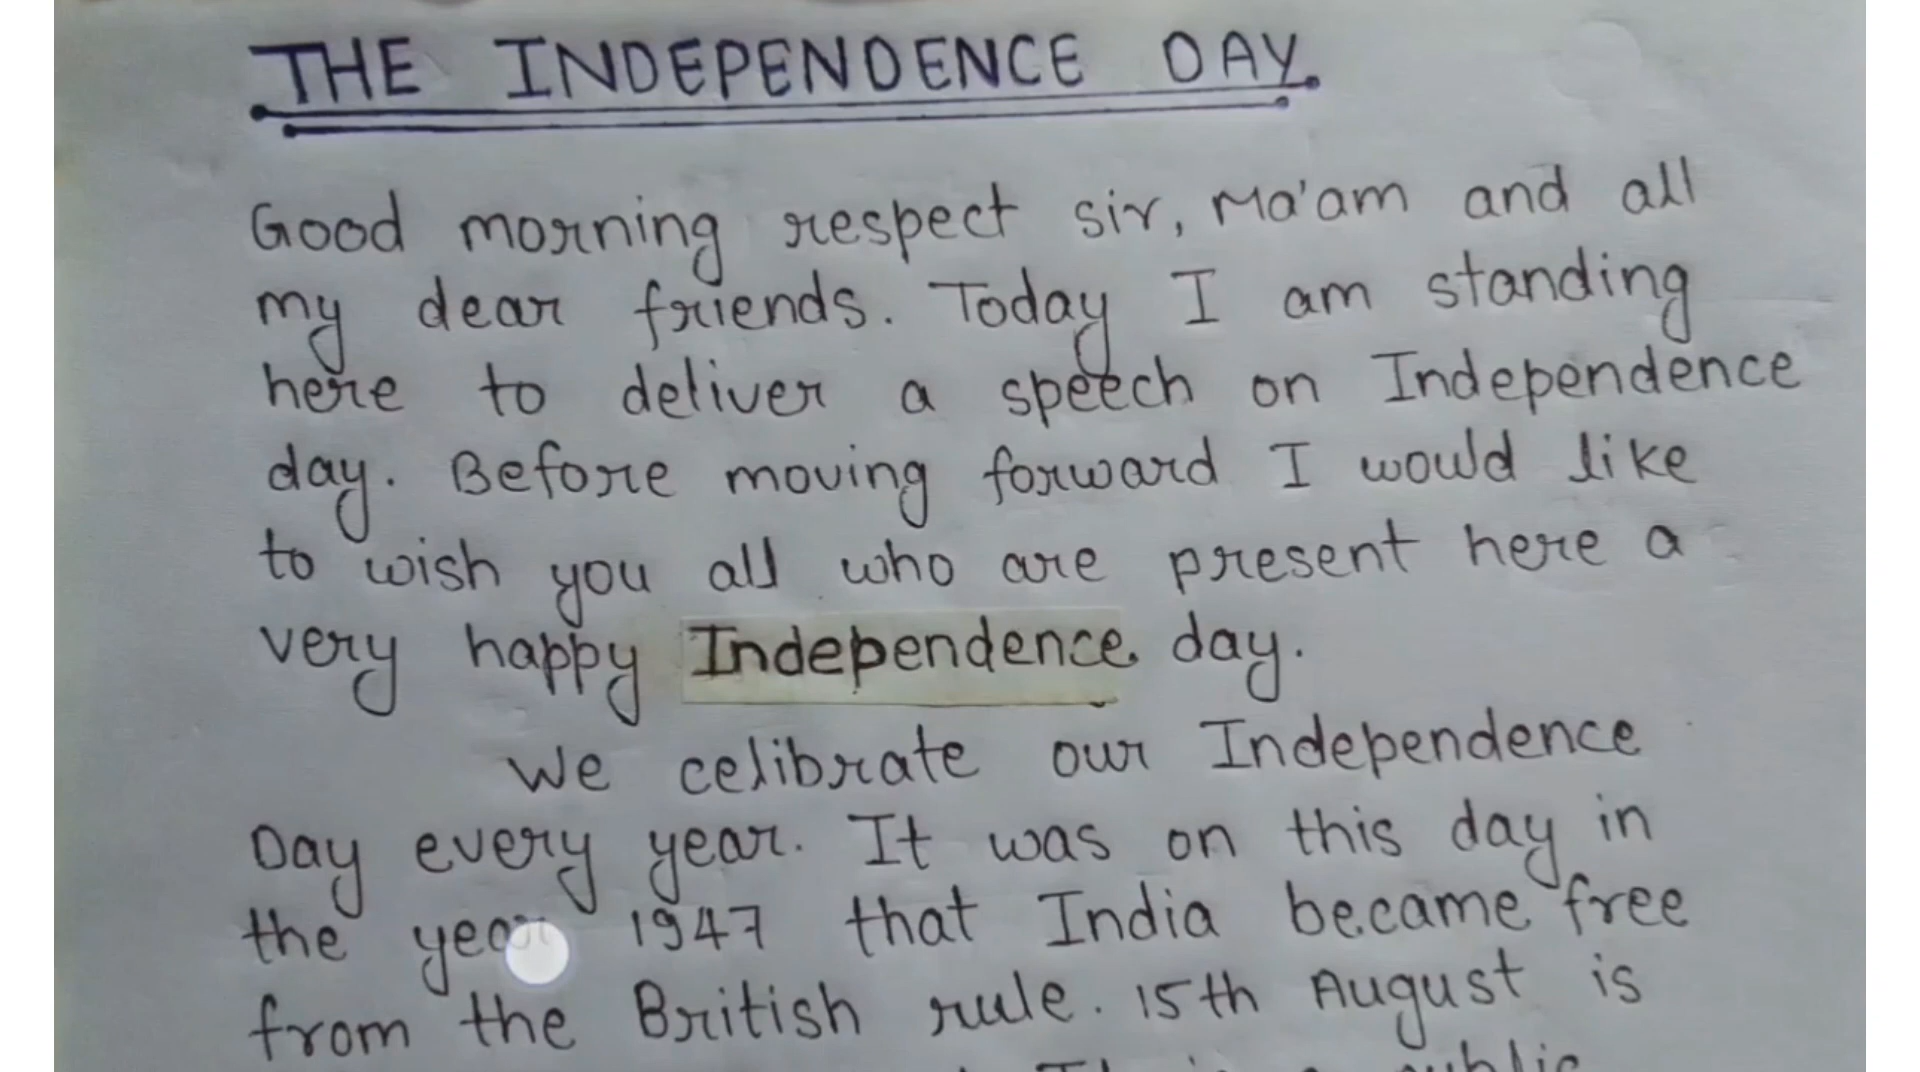 THE INDEPENDENCE DAY.
Good morning respect sir, Ma'am and all
my dear friends. Today I am standing
here to deliver a speech on Independence
day. Before moving forward I would like
to wish you all who are present here a
very happy Independence day.
We celibrate our Independence
Day every year. It was on this day in
the year 1947 that India became free
from the British rule. 15th August is